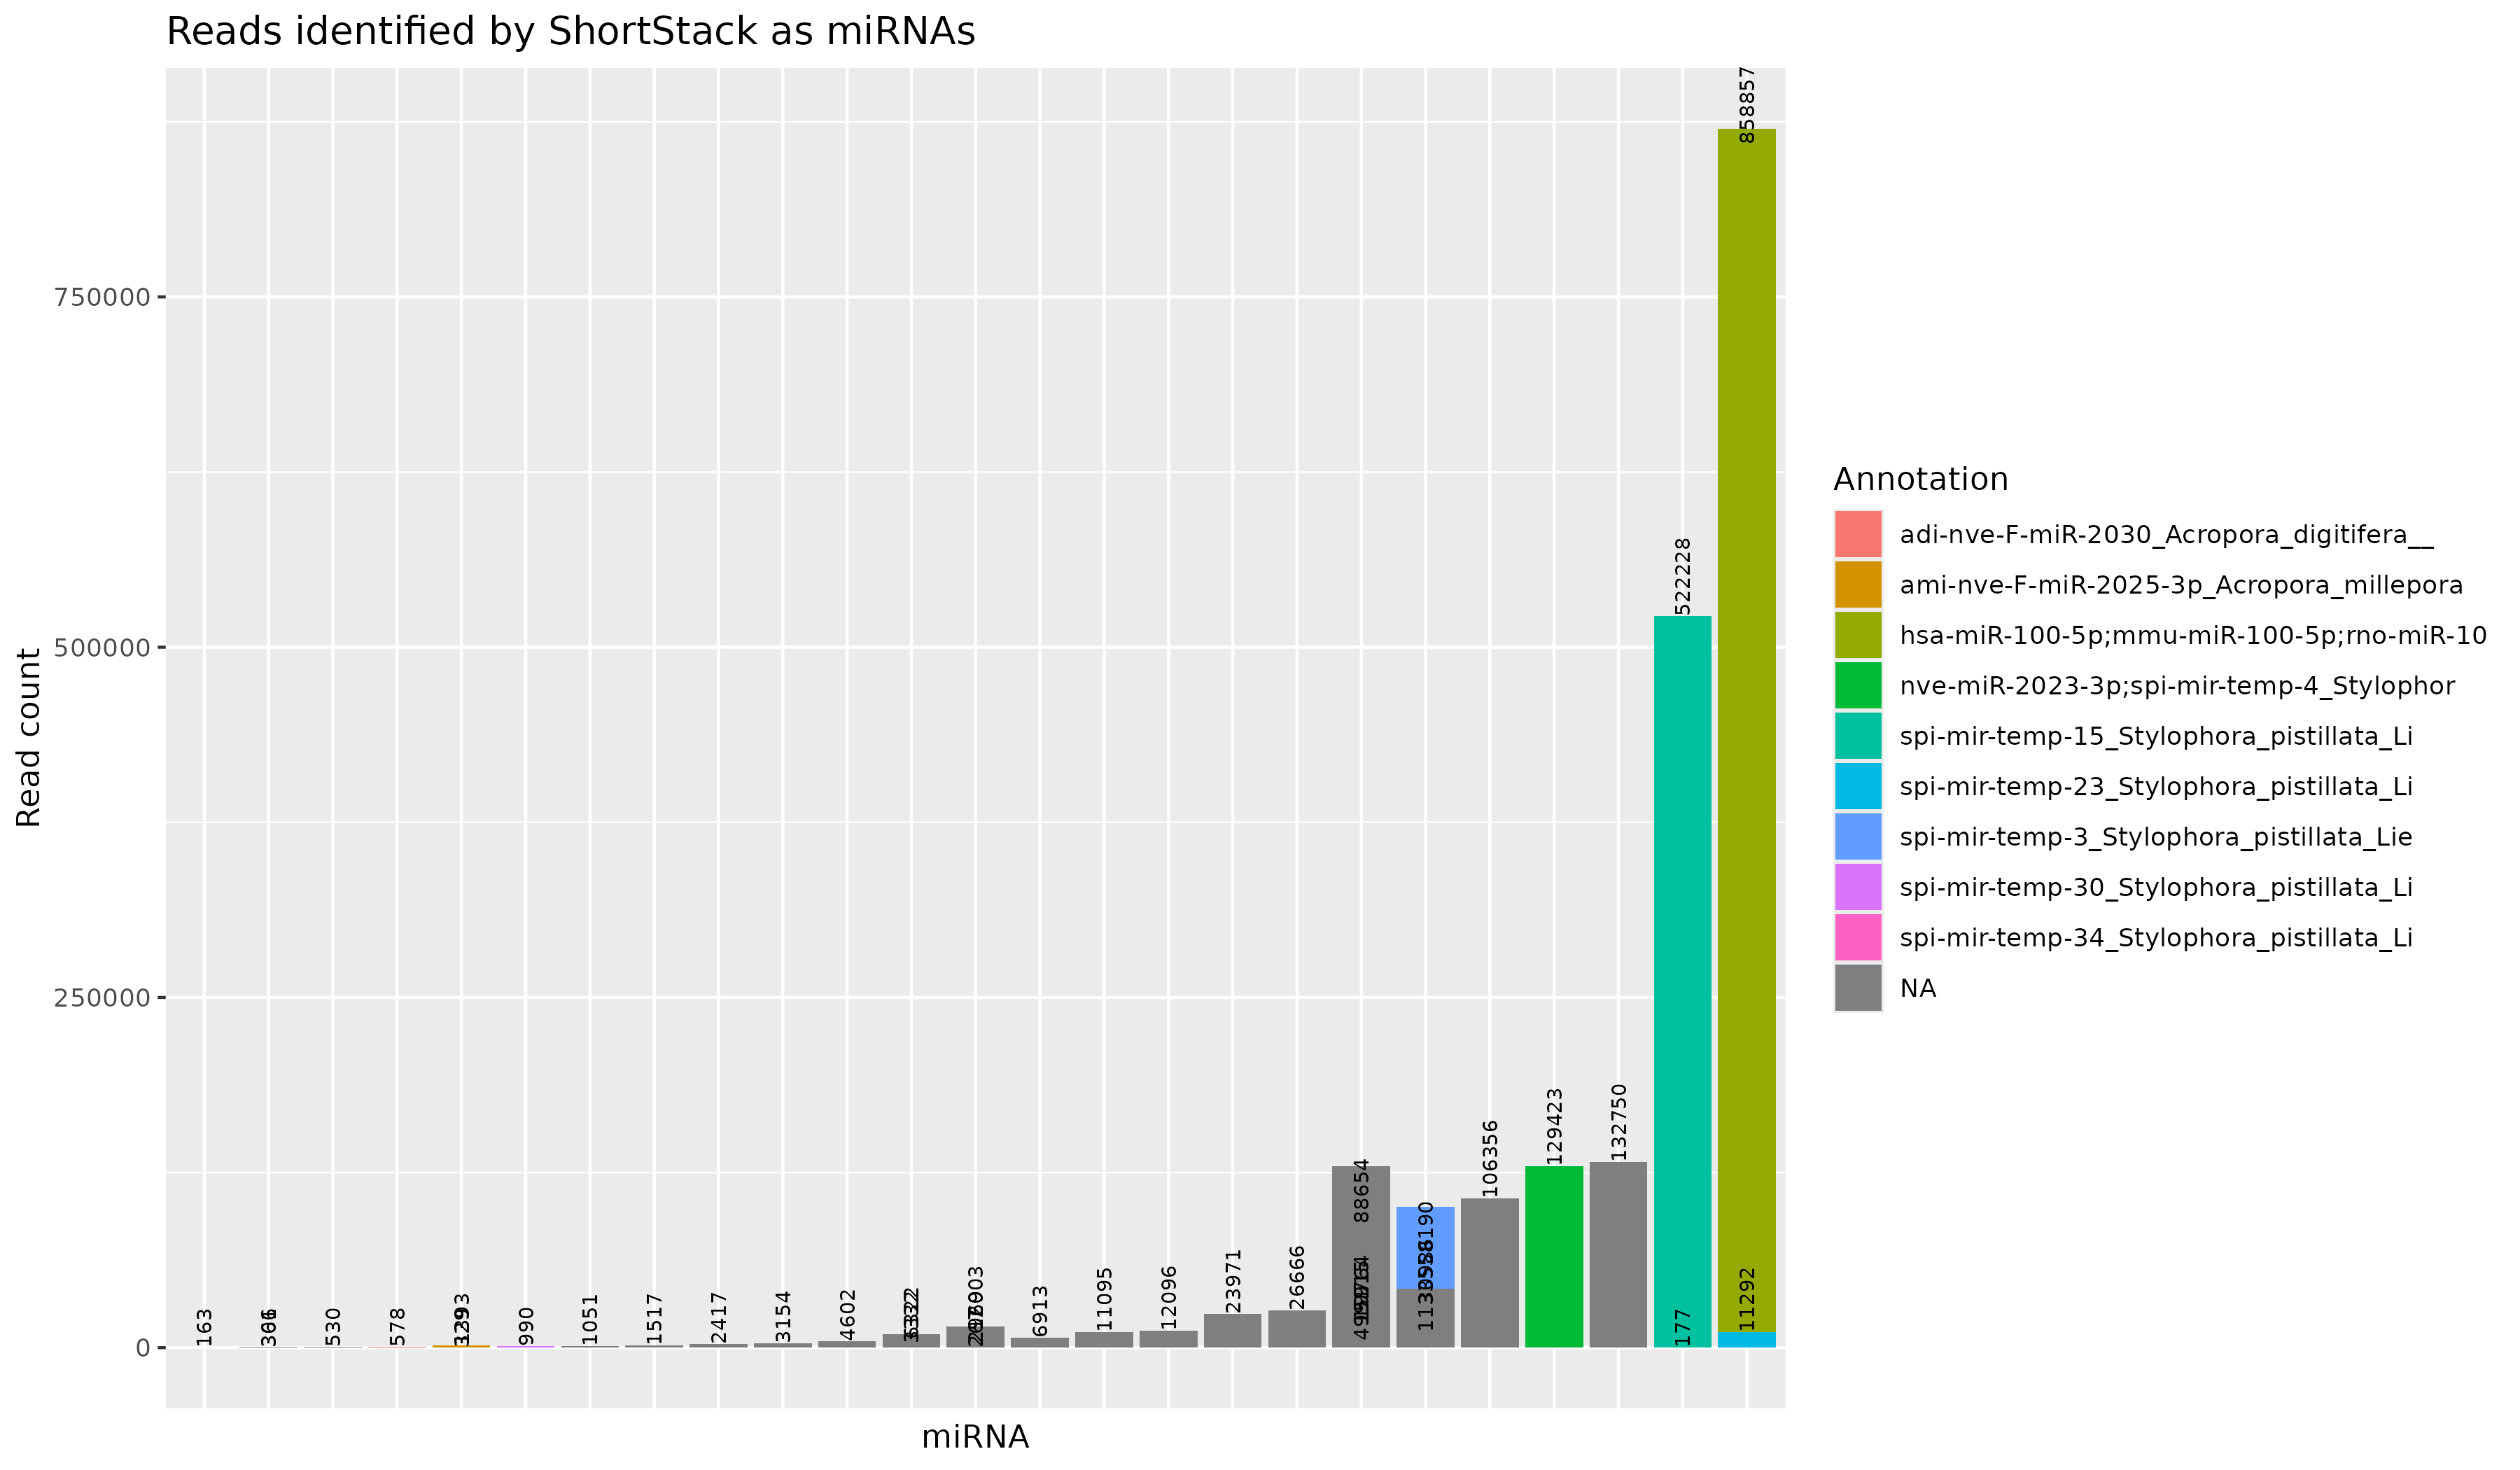 Reads identified by ShortStack as miRNAs
Read count
750000
500000
250000
0
163
530
578
990
1051
1517
2417
3154
4602
6913
11095
12096
23971
26666
88654
106356
129423
132750
522228
177
858857
11292
miRNA
Annotation
adi-nve-F-miR-2030_Acropora_digitifera__
ami-nve-F-miR-2025-3p_Acropora_millepora
hsa-miR-100-5p;mmu-miR-100-5p;rno-miR-10
nve-miR-2023-3p;spi-mir-temp-4_Stylophor
spi-mir-temp-15_Stylophora_pistillata_Li
spi-mir-temp-23_Stylophora_pistillata_Li
spi-mir-temp-3_Stylophora_pistillata_Lie
spi-mir-temp-30_Stylophora_pistillata_Li
spi-mir-temp-34_Stylophora_pistillata_Li
NA